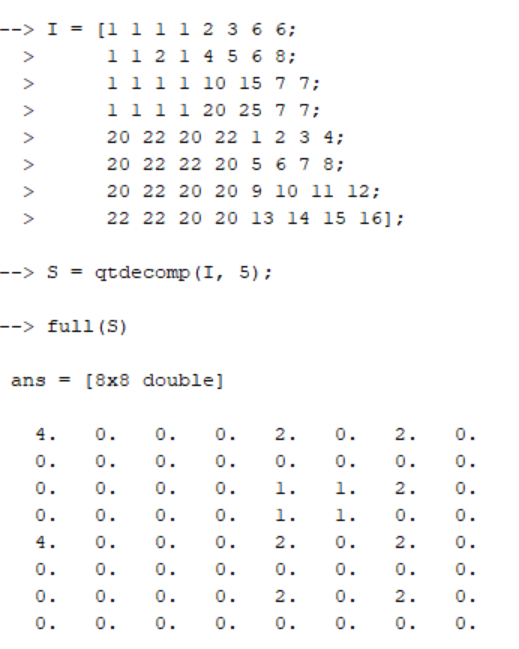 --> I = [1 1 1 1 2 3 6 6;
  >      1 1 2 1 4 5 6 8;
  >      1 1 1 1 10 15 7 7;
  >      1 1 1 1 20 25 7 7;
  >      20 22 20 22 1 2 3 4;
  >      20 22 22 20 5 6 7 8;
  >      20 22 20 20 9 10 11 12;
  >      22 22 20 20 13 14 15 16];
--> S = qtdecomp(I, 5);
--> full(S)
ans = [8x8 double]
4. 0. 0. 0. 2. 0. 2. 0.
0. 0. 0. 0. 0. 0. 0. 0.
0. 0. 0. 0. 1. 1. 2. 0.
0. 0. 0. 0. 1. 1. 0. 0.
4. 0. 0. 0. 2. 0. 2. 0.
0. 0. 0. 0. 0. 0. 0. 0.
0. 0. 0. 0. 2. 0. 2. 0.
0. 0. 0. 0. 0. 0. 0. 0.